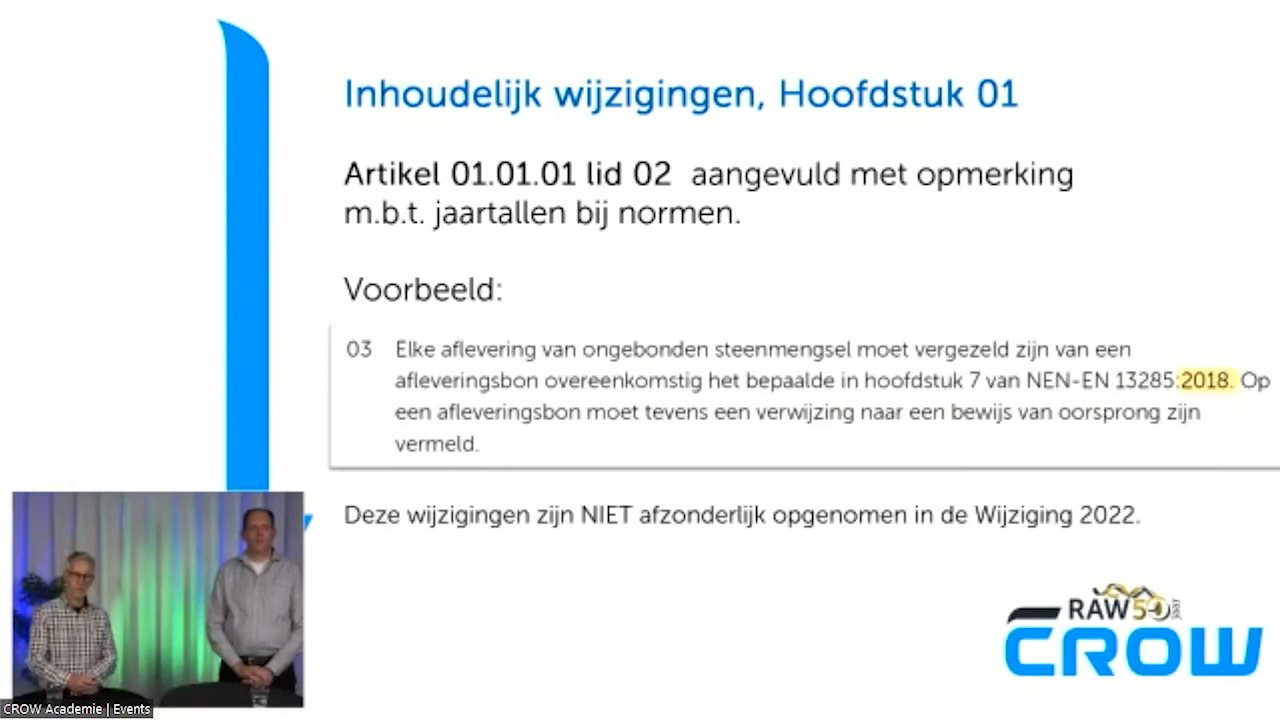 Inhoudelijk wijzigingen, Hoofdstuk 01
Artikel 01.01.01 lid 02 aangevuld met opmerking
m.b.t. jaartallen bij normen.
Voorbeeld:
03 Elke aflevering van ongebonden steenmengsel moet vergezeld zijn van een
afleveringsbon overeenkomstig het bepaalde in hoofdstuk 7 van NEN-EN 13285:2018. Op
een afleveringsbon moet tevens een verwijzing naar een bewijs van oorsprong zijn
vermeld.
Deze wijzigingen zijn NIET afzonderlijk opgenomen in de Wijziging 2022.
RAW 50 jaar
CROW
CROW Academie | Events